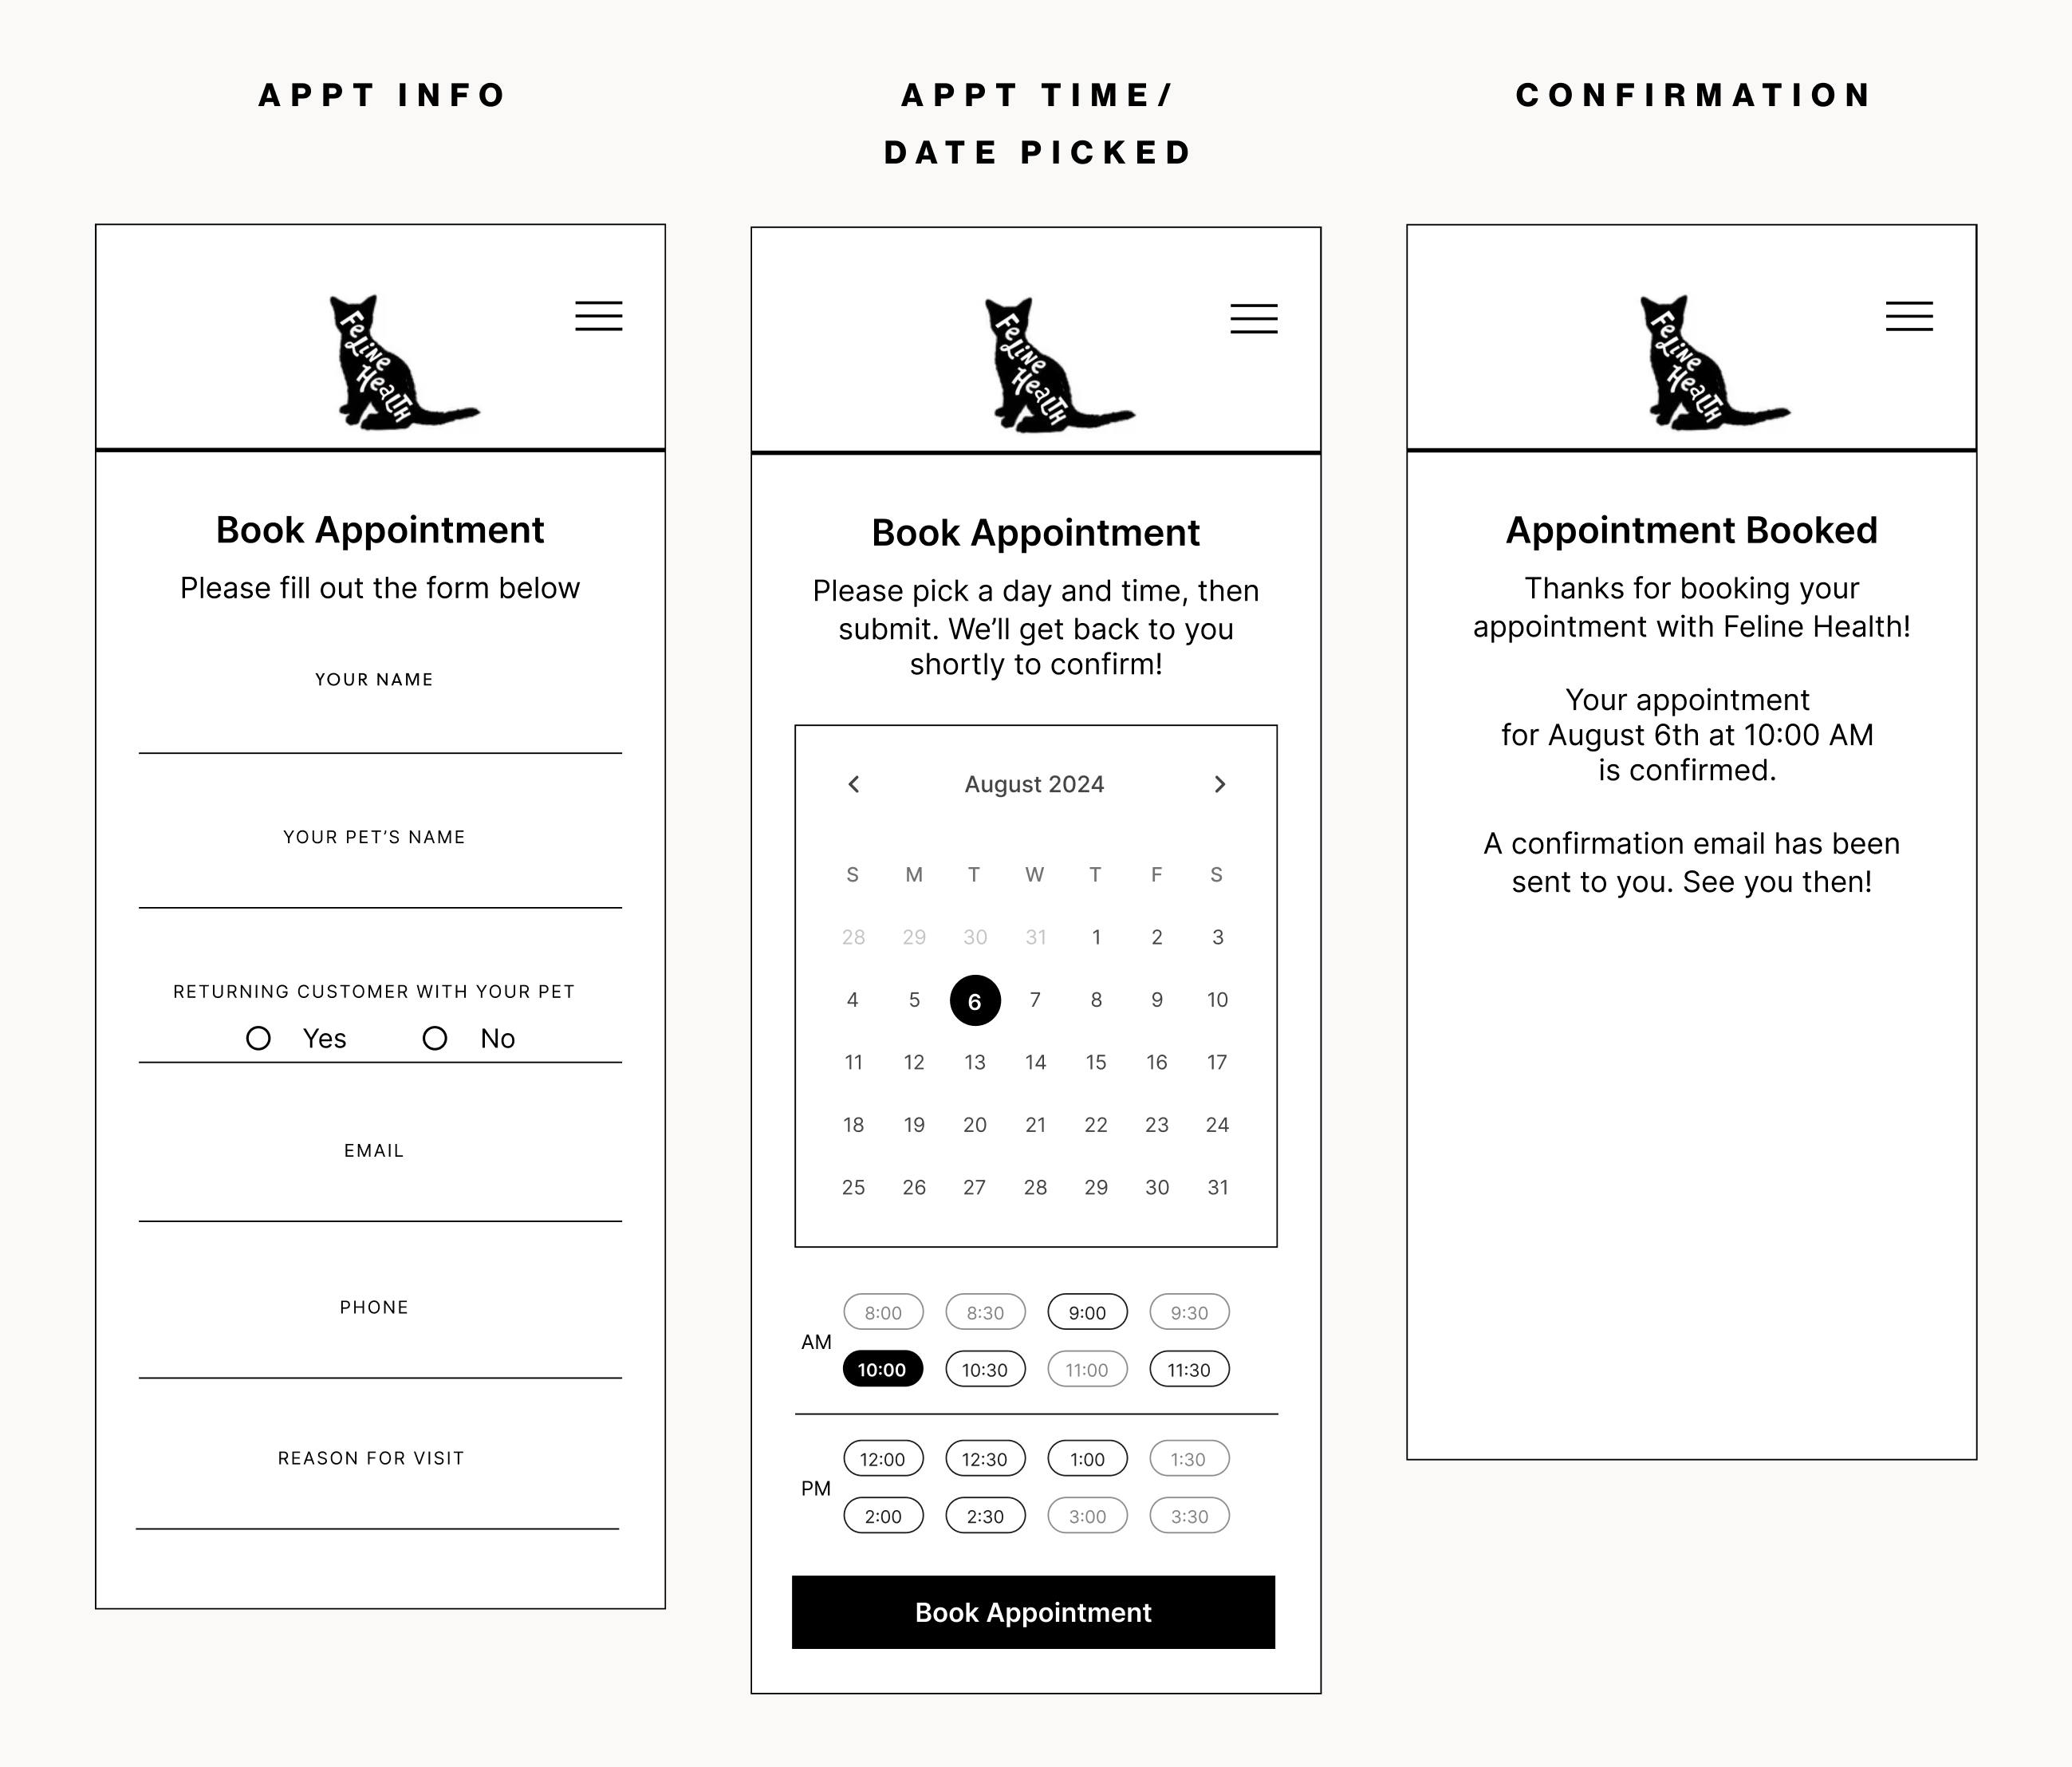 APPT INFO
FeLiNe
HeaLTH
Book Appointment
Please fill out the form below
YOUR NAME
YOUR PET’S NAME
RETURNING CUSTOMER WITH YOUR PET
Yes No
EMAIL
PHONE
REASON FOR VISIT
APPT TIME/
DATE PICKED
FeLiNe
HeaLTH
Book Appointment
Please pick a day and time, then
submit. We’ll get back to you
shortly to confirm!
August 2024
S M T W T F S
28 29 30 31 1 2 3
4 5 6 7 8 9 10
11 12 13 14 15 16 17
18 19 20 21 22 23 24
25 26 27 28 29 30 31
8:00 8:30 9:00 9:30
AM
10:00 10:30 11:00 11:30
12:00 12:30 1:00 1:30
PM
2:00 2:30 3:00 3:30
Book Appointment
CONFIRMATION
FeLiNe
HeaLTH
Appointment Booked
Thanks for booking your
appointment with Feline Health!
Your appointment
for August 6th at 10:00 AM
is confirmed.
A confirmation email has been
sent to you. See you then!